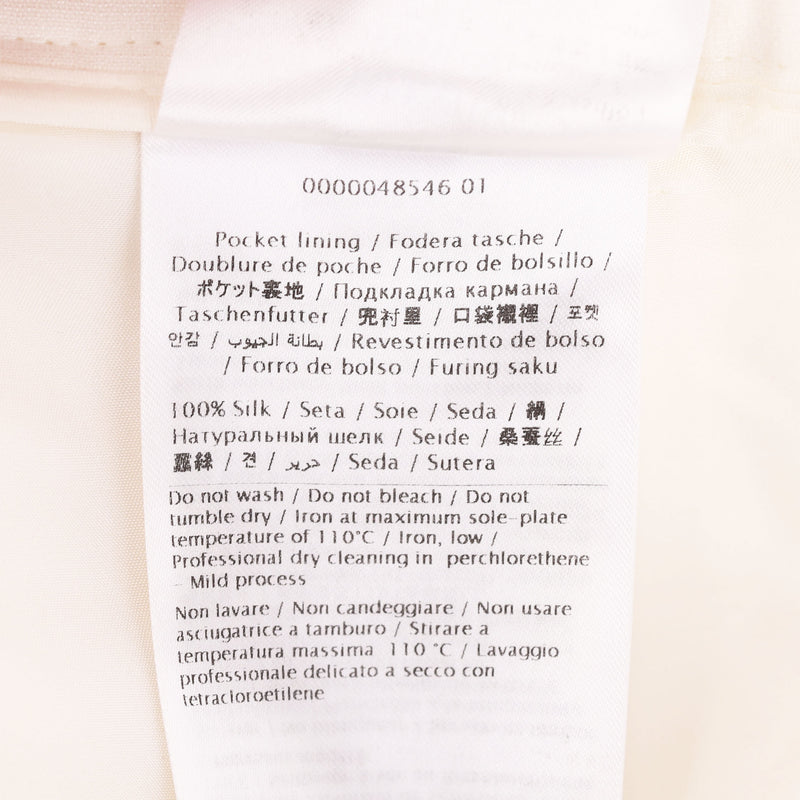 0000048546 01
Pocket lining / Fodera tasche /
Doublure de poche / Forro de bolsillo /
ポケット裏地 / Подкладка кармана /
Taschenfutter / 兜衬里 / 口袋襯裡 / 포켓
안감 / بطانة الجيوب / Revestimento de bolso
/ Forro de bolso / Furing saku
100% Silk / Seta / Soie / Seda / 絹 /
Натуральный шелк / Seide / 桑蚕丝 /
蠶絲 / 견 / حرير / Seda / Sutera
Do not wash / Do not bleach / Do not
tumble dry / Iron at maximum sole-plate
temperature of 110°C / Iron, low /
Professional dry cleaning in perchlorethene
- Mild process
Non lavare / Non candeggiare / Non usare
asciugatrice a tamburo / Stirare a
temperatura massima 110 °C / Lavaggio
professionale delicato a secco con
tetracloroetilene